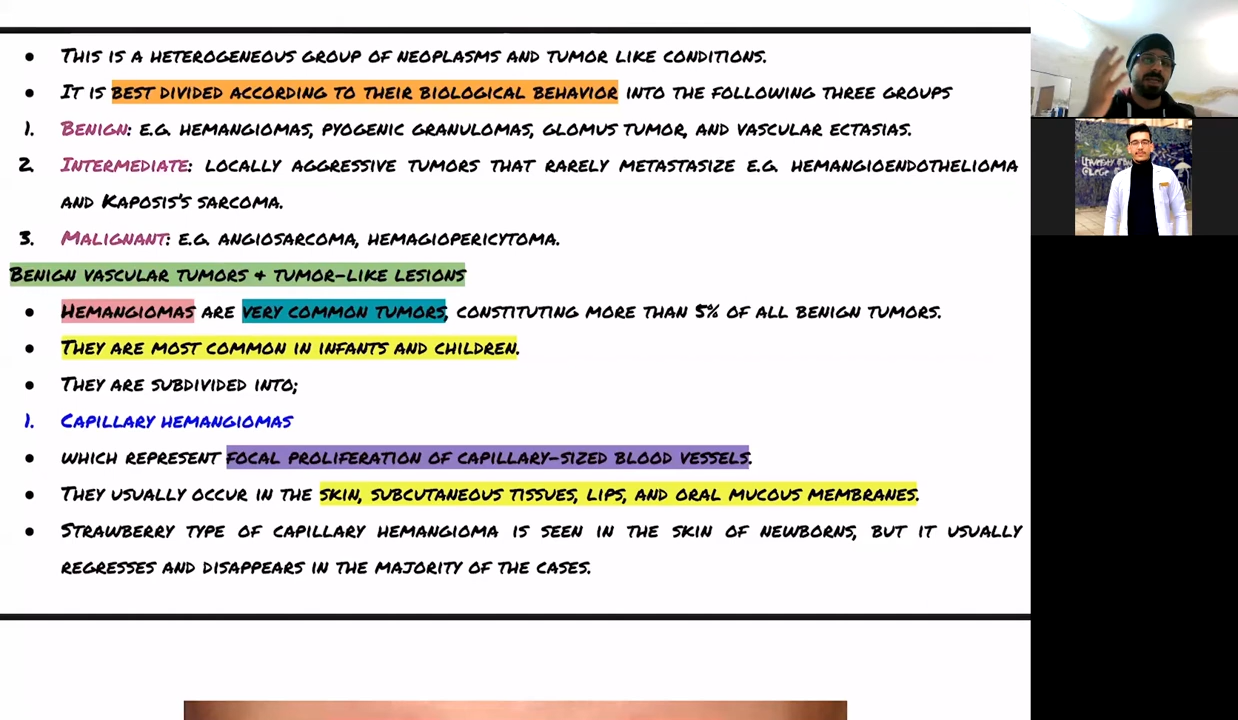 • This is a heterogeneous group of neoplasms and tumor like conditions.
• It is best divided according to their biological behavior into the following three groups
1. Benign: e.g. hemangiomas, pyogenic granulomas, glomus tumor, and vascular ectasias.
2. Intermediate: locally aggressive tumors that rarely metastasize e.g. hemangioendothelioma
and Kaposis's sarcoma.
3. Malignant: e.g. angiosarcoma, hemagiopericytoma.
Benign vascular tumors + tumor-like lesions
• Hemangiomas are very common tumors, constituting more than 5% of all benign tumors.
• They are most common in infants and children.
• They are subdivided into;
1. Capillary hemangiomas
• which represent focal proliferation of capillary-sized blood vessels.
• They usually occur in the skin, subcutaneous tissues, lips, and oral mucous membranes.
• Strawberry type of capillary hemangioma is seen in the skin of newborns, but it usually
regresses and disappears in the majority of the cases.